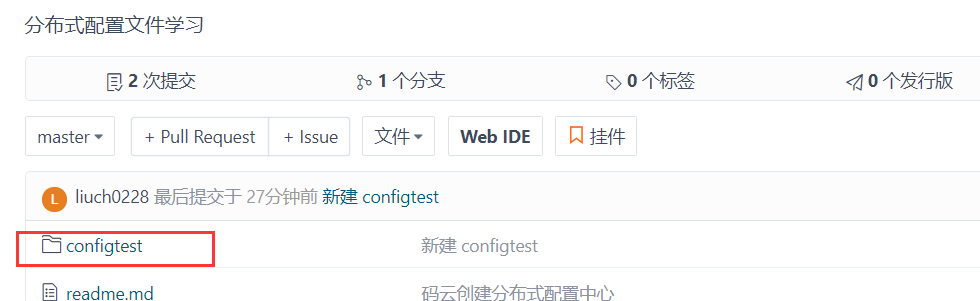 分布式配置文件学习
2 次提交 1 个分支 0 个标签 0 个发行版
master + Pull Request + Issue 文件 Web IDE 挂件
L liuch0228 最后提交于 27分钟前 新建 configtest
configtest 新建 configtest
readme.md 码云创建分布式配置中心